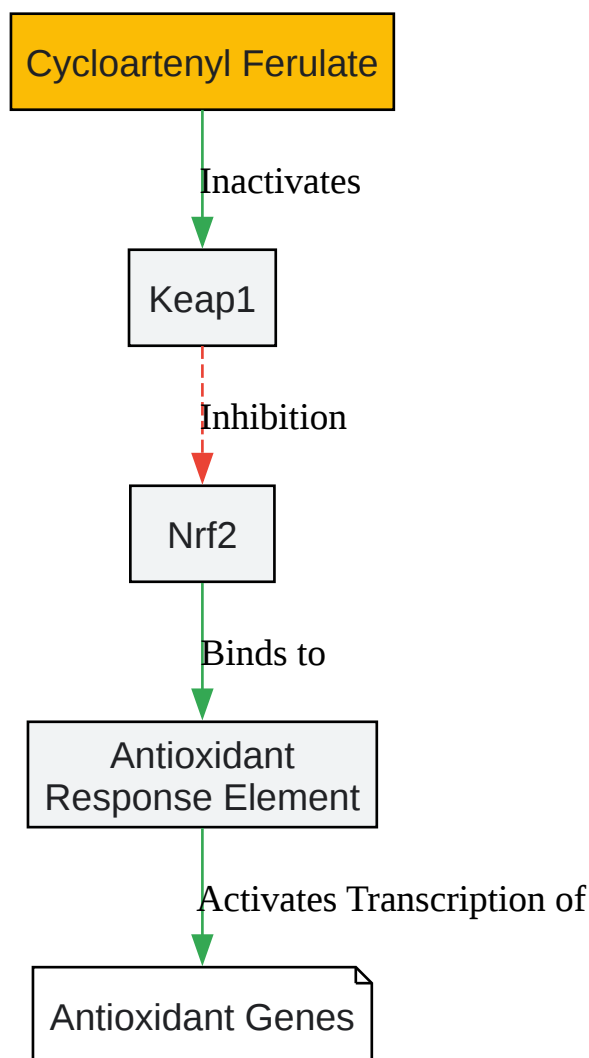 Cycloartenyl Ferulate
Inactivates
Keap1
Inhibition
Nrf2
Binds to
Antioxidant
Response Element
Activates Transcription of
Antioxidant Genes